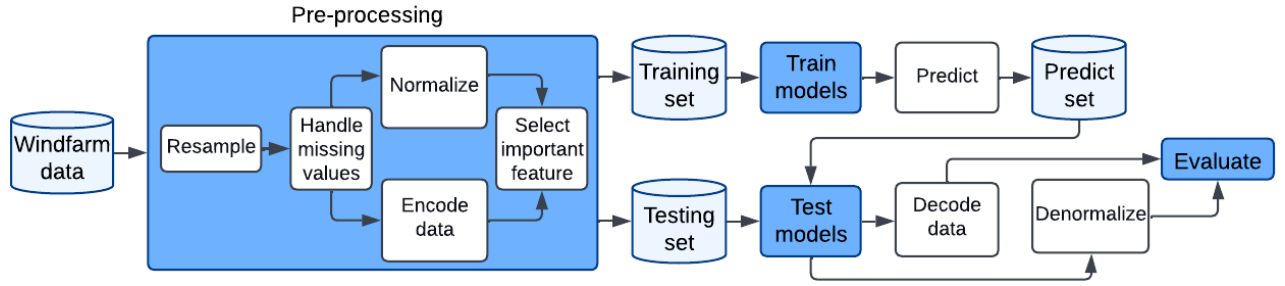 Pre-processing
Windfarm
data
Resample
Handle
missing
values
Normalize
Encode
data
Select
important
feature
Training
set
Train
models
Predict
Predict
set
Testing
set
Test
models
Decode
data
Denormalize
Evaluate